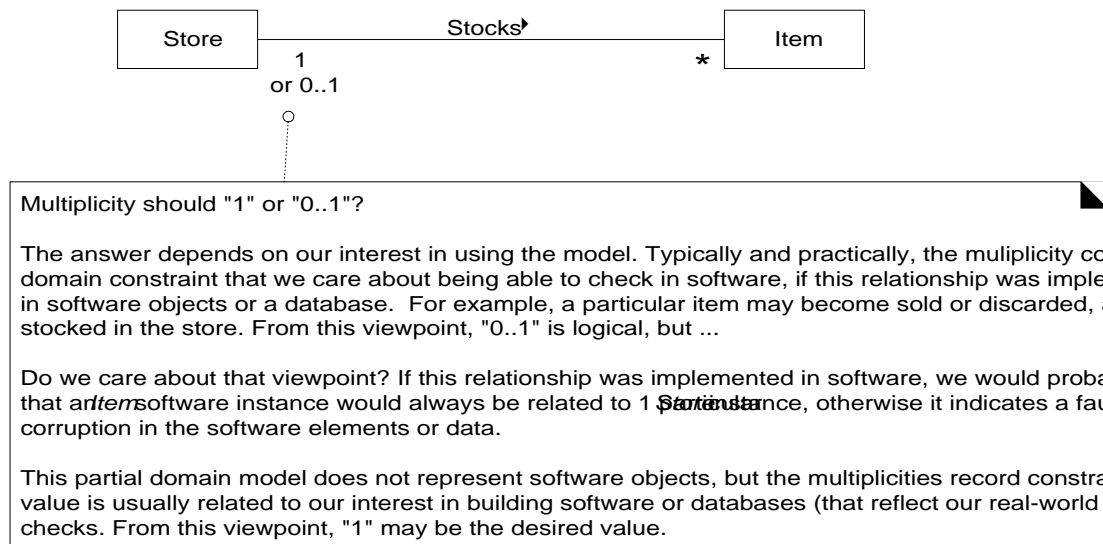 Store
Stocks
Item
1
or 0..1
*
Multiplicity should "1" or "0..1"?
The answer depends on our interest in using the model. Typically and practically, the muliplicity co
domain constraint that we care about being able to check in software, if this relationship was imple
in software objects or a database. For example, a particular item may become sold or discarded, a
stocked in the store. From this viewpoint, "0..1" is logical, but ...
Do we care about that viewpoint? If this relationship was implemented in software, we would proba
that an Item software instance would always be related to 1 particular Store instance, otherwise it indicates a fau
corruption in the software elements or data.
This partial domain model does not represent software objects, but the multiplicities record constra
value is usually related to our interest in building software or databases (that reflect our real-world
checks. From this viewpoint, "1" may be the desired value.